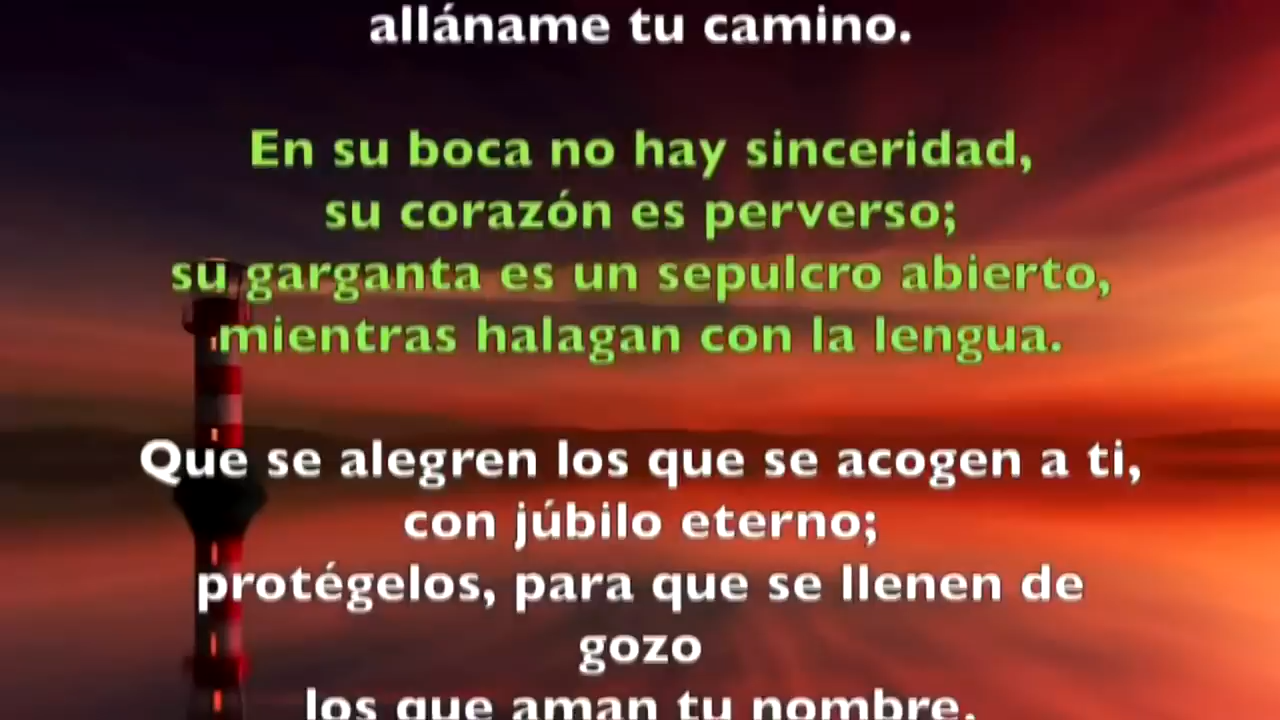 alláname tu camino.
En su boca no hay sinceridad,
su corazón es perverso;
su garganta es un sepulcro abierto,
mientras halagan con la lengua.
Que se alegren los que se acogen a ti,
con júbilo eterno;
protégelos, para que se llenen de
gozo
los que aman tu nombre.